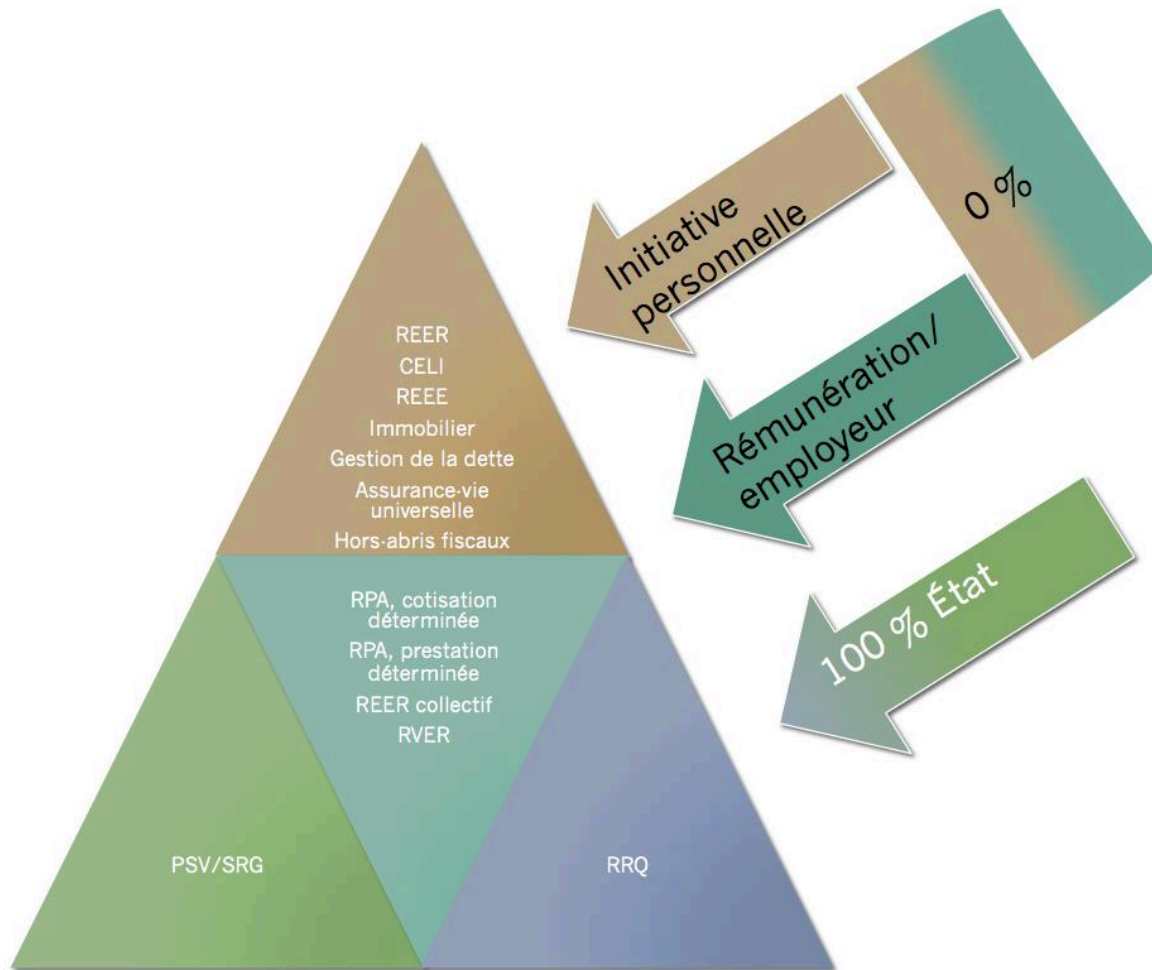 0 %
Initiative
personnelle
Rémunération/
employeur
100 % État
REER
CELI
REEE
Immobilier
Gestion de la dette
Assurance-vie
universelle
Hors-abris fiscaux
RPA, cotisation
déterminée
RPA, prestation
déterminée
REER collectif
RVER
PSV/SRG
RRQ